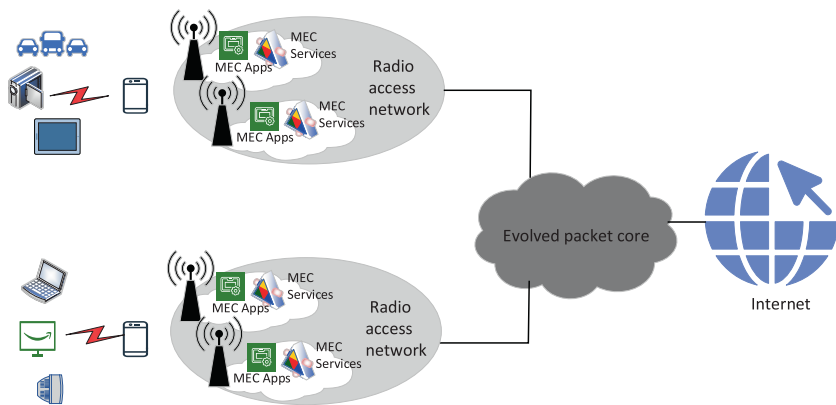 MEC
Services
MEC Apps
Radio
access
network
MEC
Services
MEC Apps
Evolved packet core
Internet
MEC
Services
MEC Apps
Radio
access
network
MEC
Services
MEC Apps